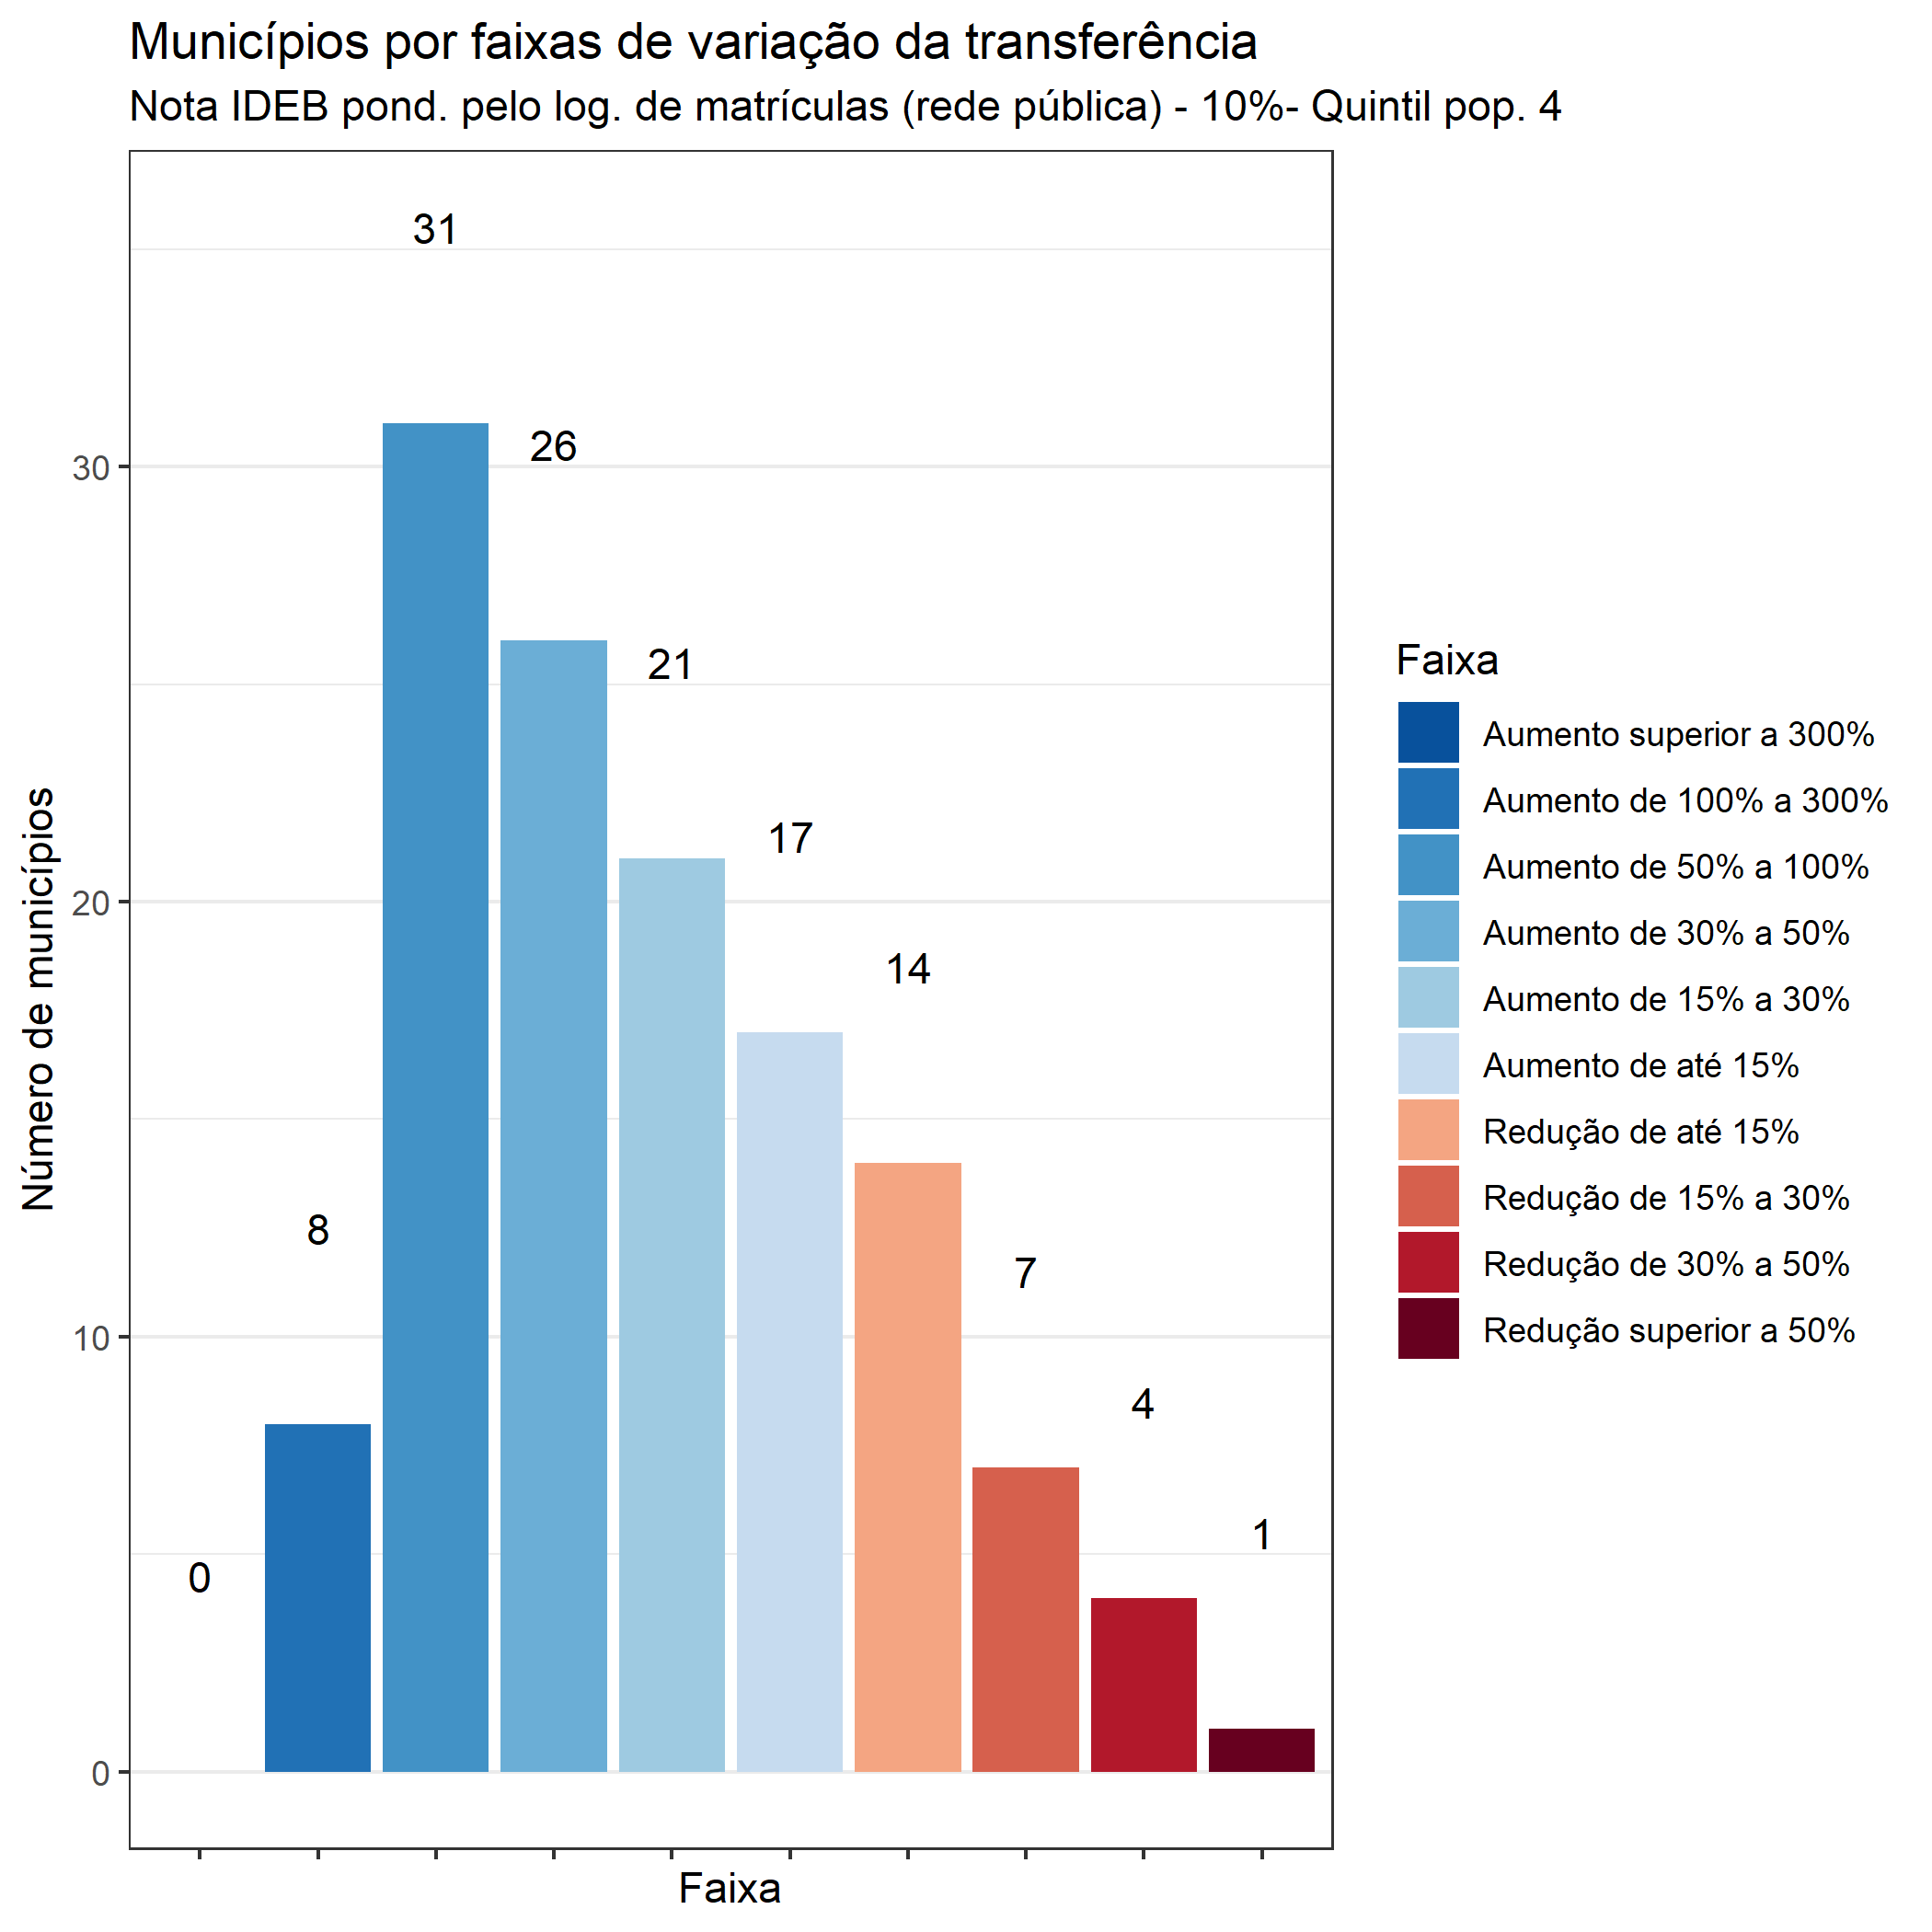 Municípios por faixas de variação da transferência
Nota IDEB pond. pelo log. de matrículas (rede pública) - 10%- Quintil pop. 4
Número de municípios
30
20
10
0
0
8
31
26
21
17
14
7
4
1
Faixa
Faixa
Aumento superior a 300%
Aumento de 100% a 300%
Aumento de 50% a 100%
Aumento de 30% a 50%
Aumento de 15% a 30%
Aumento de até 15%
Redução de até 15%
Redução de 15% a 30%
Redução de 30% a 50%
Redução superior a 50%